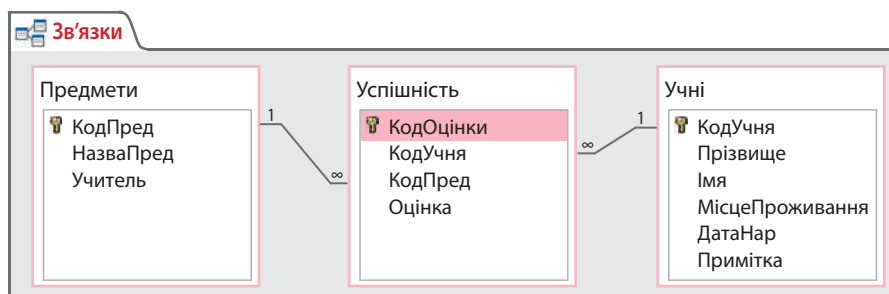 Зв’язки
Предмети
КодПред
НазваПред
Учитель
1
∞
Успішність
КодОцінки
КодУчня
КодПред
Оцінка
∞
1
Учні
КодУчня
Прізвище
Імя
МісцеПроживання
ДатаНар
Примітка